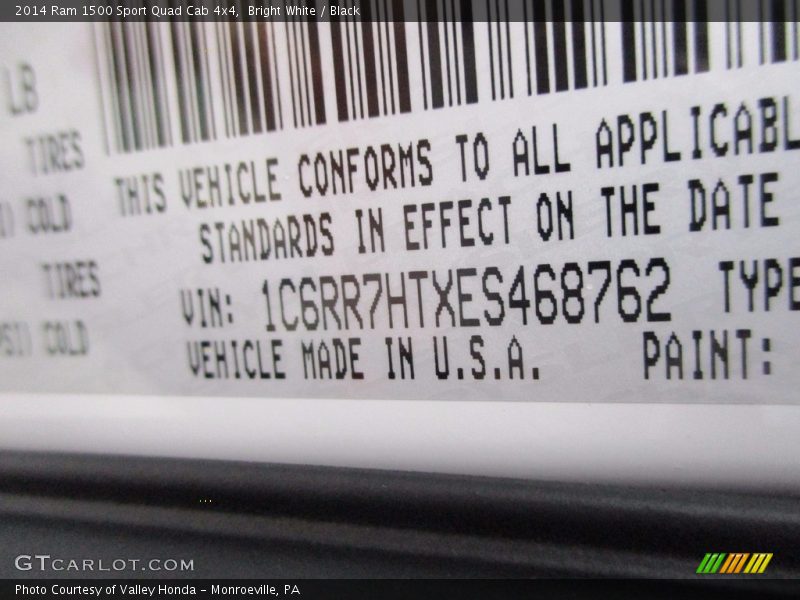 2014 Ram 1500 Sport Quad Cab 4x4,  Bright White / Black
LB
TIRES
COLD
TIRES
COLD
THIS VEHICLE CONFORMS TO ALL APPLICABL
STANDARDS IN EFFECT ON THE DATE
VIN: 1C6RR7HTXES468762 TYPE
VEHICLE MADE IN U.S.A. PAINT:
GTCARLOT.COM
Photo Courtesy of Valley Honda - Monroeville, PA